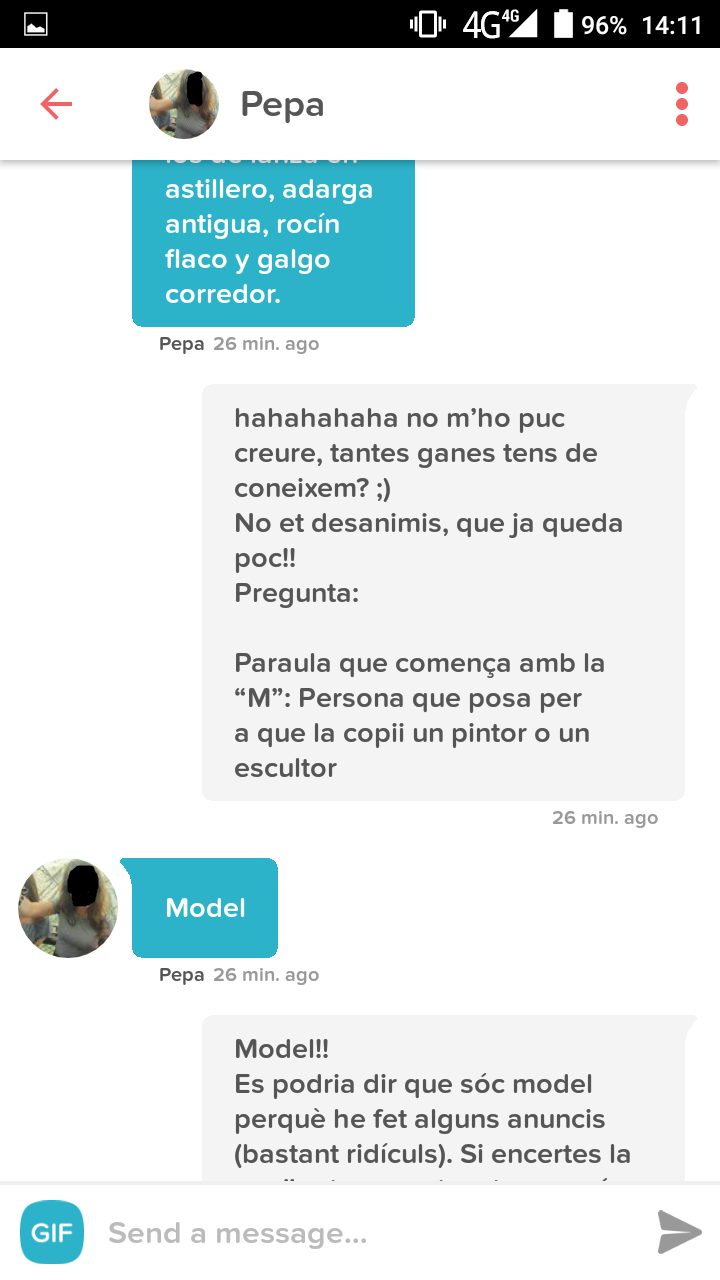 4G 4G 96% 14:11
Pepa
astillero, adarga
antigua, rocín
flaco y galgo
corredor.
Pepa 26 min. ago
hahahahaha no m’ho puc
creure, tantes ganes tens de
coneixem? ;)
No et desanimis, que ja queda
poc!!
Pregunta:
Paraula que comença amb la
“M”: Persona que posa per
a que la copii un pintor o un
escultor
26 min. ago
Model
Pepa 26 min. ago
Model!!
Es podria dir que sóc model
perquè he fet alguns anuncis
(bastant ridículs). Si encertes la
GIF Send a message...